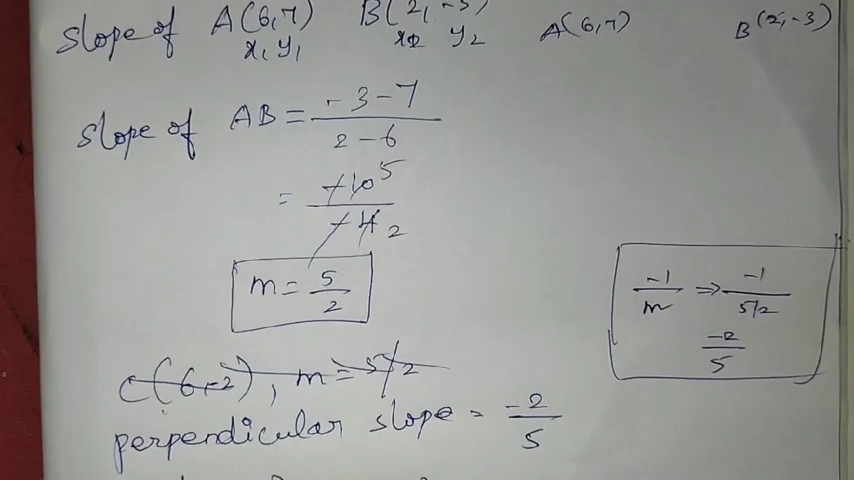 slope of A(6,7) B(2,-3) A(6,7) B(2,-3)
x₁ y₁ x₂ y₂
slope of AB = -3-7
2-6
= -10 5
-4 2
m = 5/2
-1/m ⇒ -1/5/2
-2/5
C(6,-2), m = 5/2
perpendicular slope = -2/5